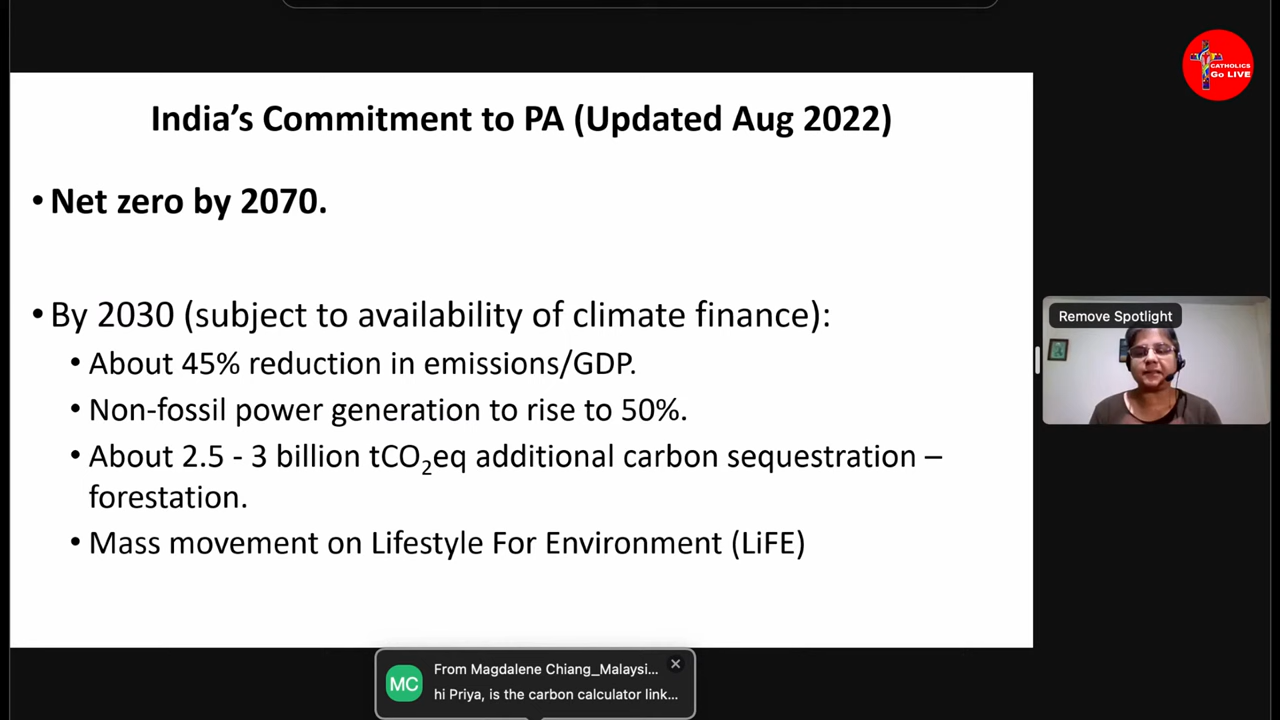 CATHOLICS
Go LIVE
India’s Commitment to PA (Updated Aug 2022)
• Net zero by 2070.
• By 2030 (subject to availability of climate finance):
• About 45% reduction in emissions/GDP.
• Non-fossil power generation to rise to 50%.
• About 2.5 - 3 billion tCO₂eq additional carbon sequestration –
forestation.
• Mass movement on Lifestyle For Environment (LiFE)
Remove Spotlight
MC
From Magdalene Chiang_Malaysi...
hi Priya, is the carbon calculator link...